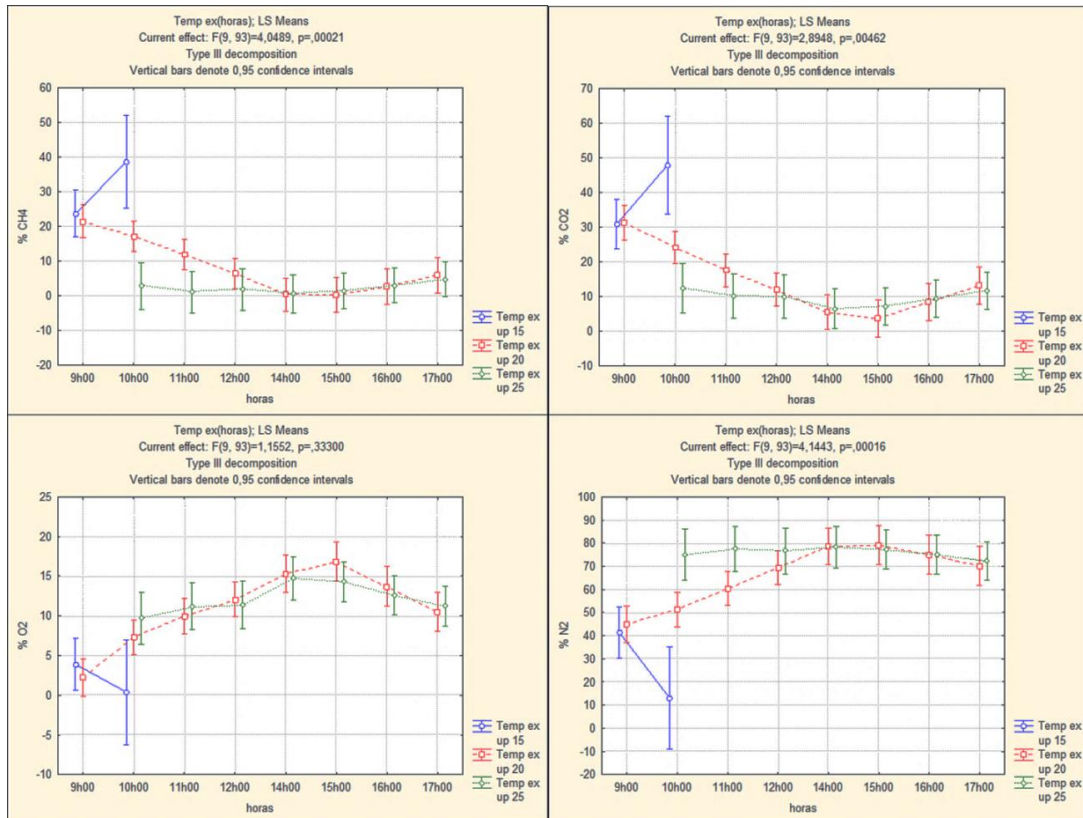 Temp ex(horas); LS Means
Current effect: F(9, 93)=4,0489, p=,00021
Type III decomposition
Vertical bars denote 0,95 confidence intervals
60
50
40
30
20
10
0
-10
-20
% CH4
9h00 10h00 11h00 12h00 14h00 15h00 16h00 17h00
horas
Temp ex
up 15
Temp ex
up 20
Temp ex
up 25
Temp ex(horas); LS Means
Current effect: F(9, 93)=2,8948, p=,00462
Type III decomposition
Vertical bars denote 0,95 confidence intervals
70
60
50
40
30
20
10
0
-10
% CO2
9h00 10h00 11h00 12h00 14h00 15h00 16h00 17h00
horas
Temp ex
up 15
Temp ex
up 20
Temp ex
up 25
Temp ex(horas); LS Means
Current effect: F(9, 93)=1,1552, p=,33300
Type III decomposition
Vertical bars denote 0,95 confidence intervals
25
20
15
10
5
0
-5
-10
% O2
9h00 10h00 11h00 12h00 14h00 15h00 16h00 17h00
horas
Temp ex
up 15
Temp ex
up 20
Temp ex
up 25
Temp ex(horas); LS Means
Current effect: F(9, 93)=4,1443, p=,00016
Type III decomposition
Vertical bars denote 0,95 confidence intervals
100
90
80
70
60
50
40
30
20
10
0
-10
-20
% N2
9h00 10h00 11h00 12h00 14h00 15h00 16h00 17h00
horas
Temp ex
up 15
Temp ex
up 20
Temp ex
up 25